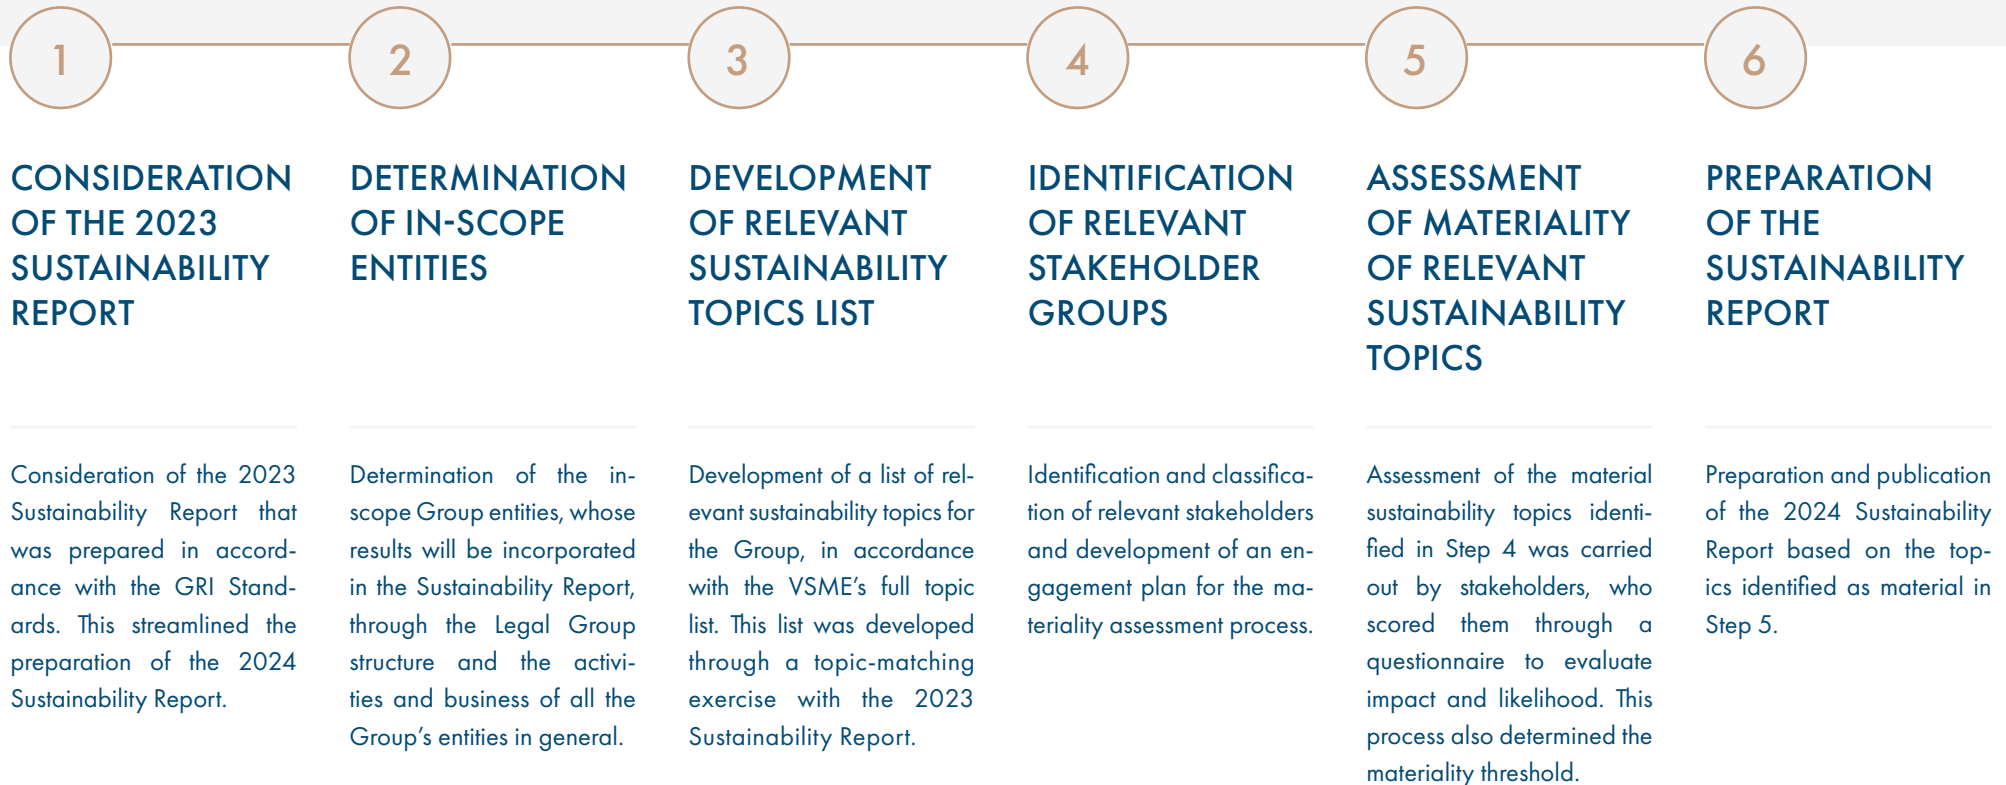 1
CONSIDERATION
OF THE 2023
SUSTAINABILITY
REPORT
Consideration of the 2023
Sustainability Report that
was prepared in accord-
ance with the GRI Stand-
ards. This streamlined the
preparation of the 2024
Sustainability Report.
2
DETERMINATION
OF IN-SCOPE
ENTITIES
Determination of the in-
scope Group entities, whose
results will be incorporated
in the Sustainability Report,
through the Legal Group
structure and the activi-
ties and business of all the
Group’s entities in general.
3
DEVELOPMENT
OF RELEVANT
SUSTAINABILITY
TOPICS LIST
Development of a list of rel-
evant sustainability topics for
the Group, in accordance
with the VSME’s full topic
list. This list was developed
through a topic-matching
exercise with the 2023
Sustainability Report.
4
IDENTIFICATION
OF RELEVANT
STAKEHOLDER
GROUPS
Identification and classifica-
tion of relevant stakeholders
and development of an en-
gagement plan for the ma-
teriality assessment process.
5
ASSESSMENT
OF MATERIALITY
OF RELEVANT
SUSTAINABILITY
TOPICS
Assessment of the material
sustainability topics identi-
fied in Step 4 was carried
out by stakeholders, who
scored them through a
questionnaire to evaluate
impact and likelihood. This
process also determined the
materiality threshold.
6
PREPARATION
OF THE
SUSTAINABILITY
REPORT
Preparation and publication
of the 2024 Sustainability
Report based on the top-
ics identified as material in
Step 5.